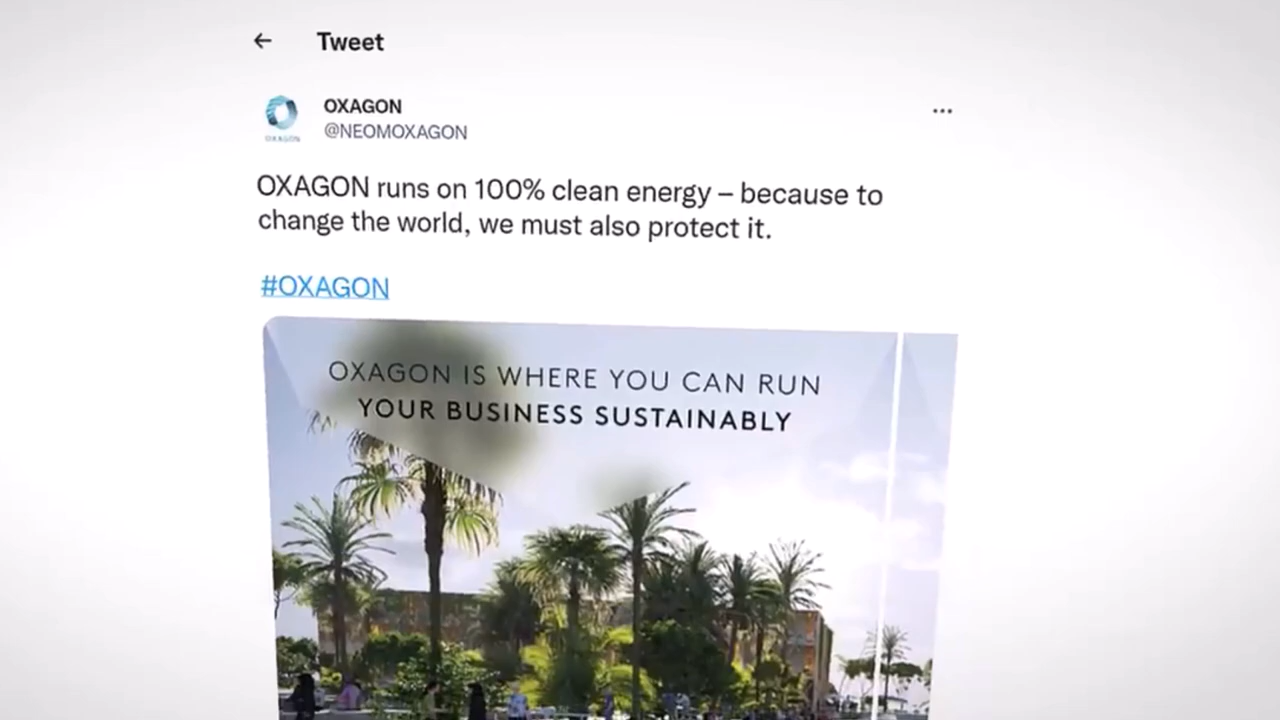 ← Tweet
OXAGON
@NEOMOXAGON
OXAGON runs on 100% clean energy – because to
change the world, we must also protect it.
#OXAGON
OXAGON IS WHERE YOU CAN RUN
YOUR BUSINESS SUSTAINABLY